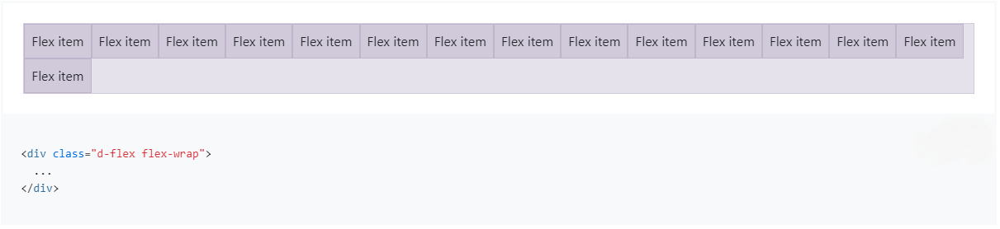 Flex item Flex item Flex item Flex item Flex item Flex item Flex item Flex item Flex item Flex item Flex item Flex item Flex item Flex item
Flex item
<div class="d-flex flex-wrap">
  ...
</div>